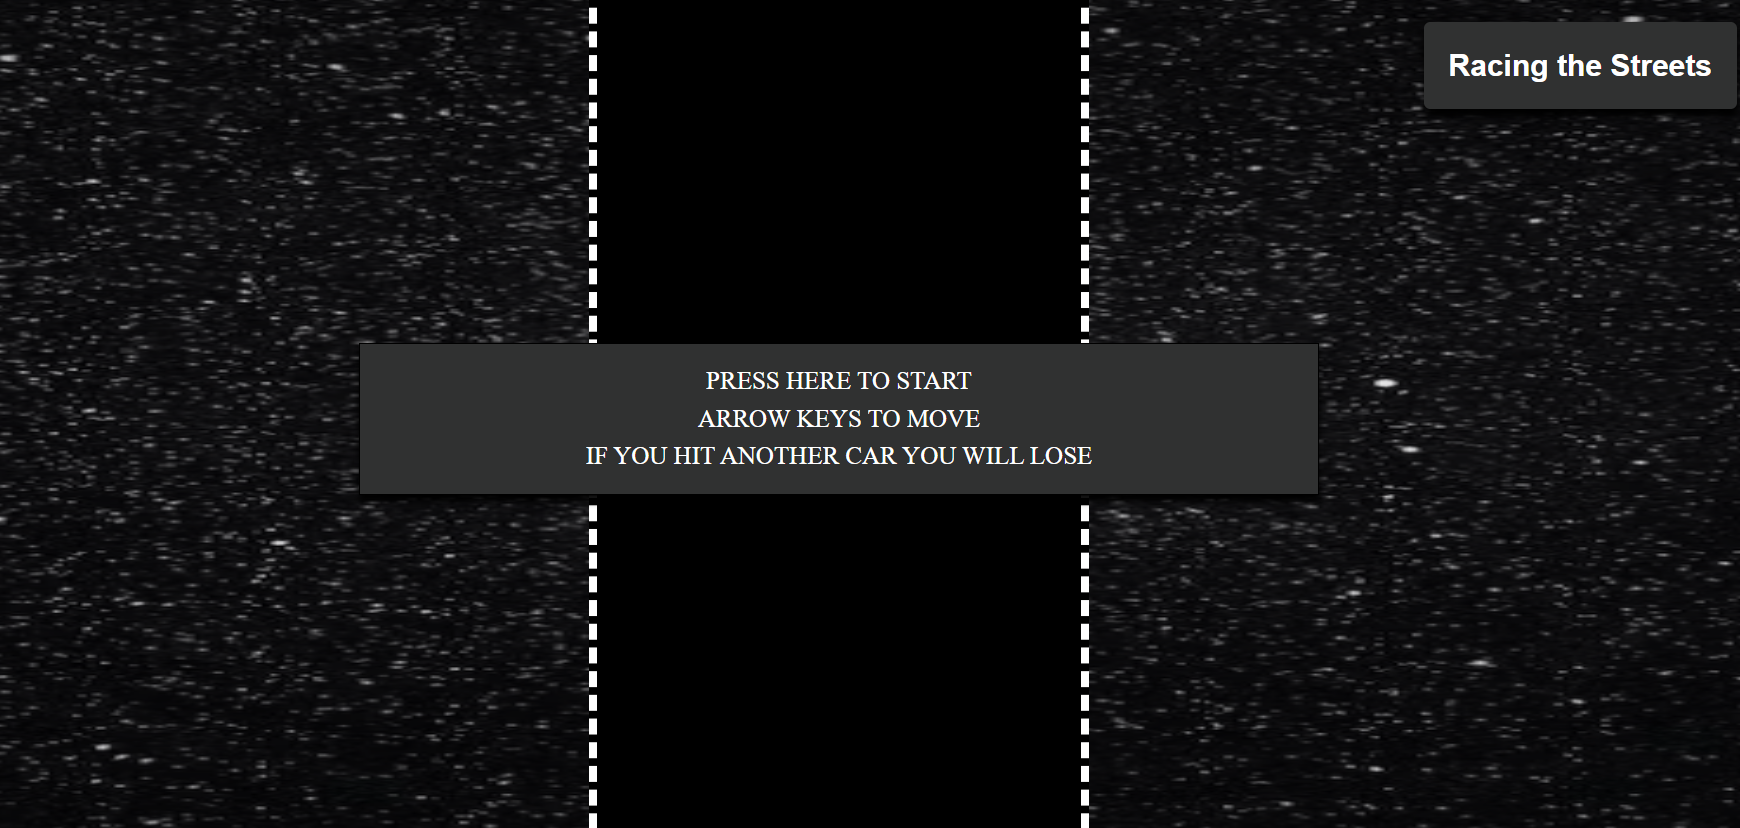 Racing the Streets
PRESS HERE TO START
ARROW KEYS TO MOVE
IF YOU HIT ANOTHER CAR YOU WILL LOSE